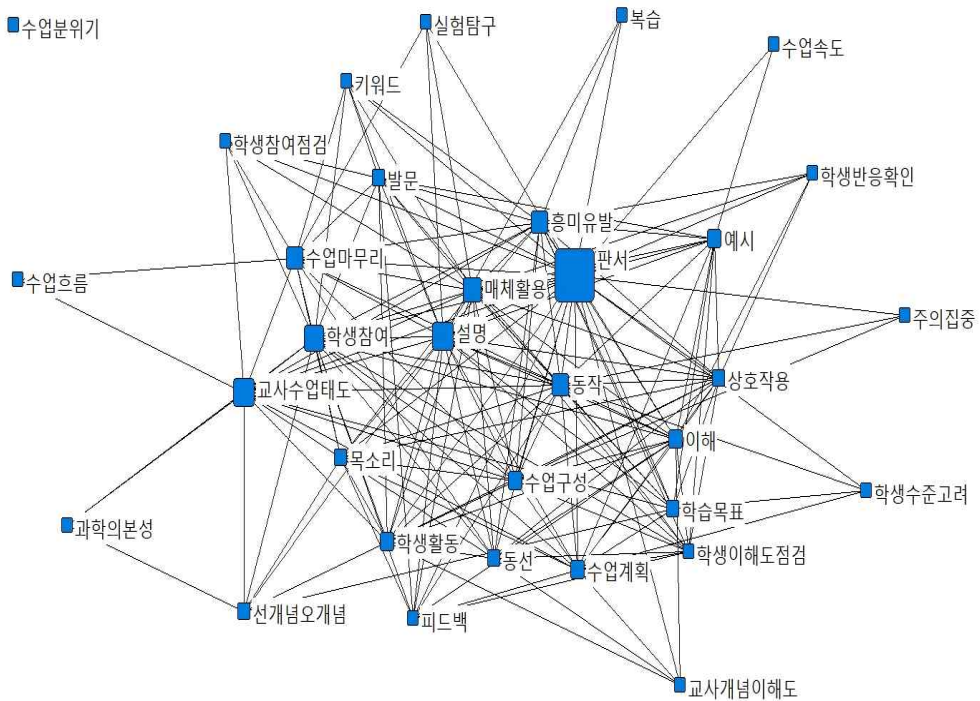 수업분위기
실험탐구
복습
수업속도
키워드
학생참여점검
발문
학생반응확인
흥미유발
예시
수업마무리
판서
수업흐름
매체활용
주의집중
학생참여
설명
교사수업태도
동작
상호작용
이해
목소리
수업구성
학생수준고려
학습목표
과학의본성
학생활동
동선
수업계획
학생이해도점검
선개념오개념
피드백
교사개념이해도